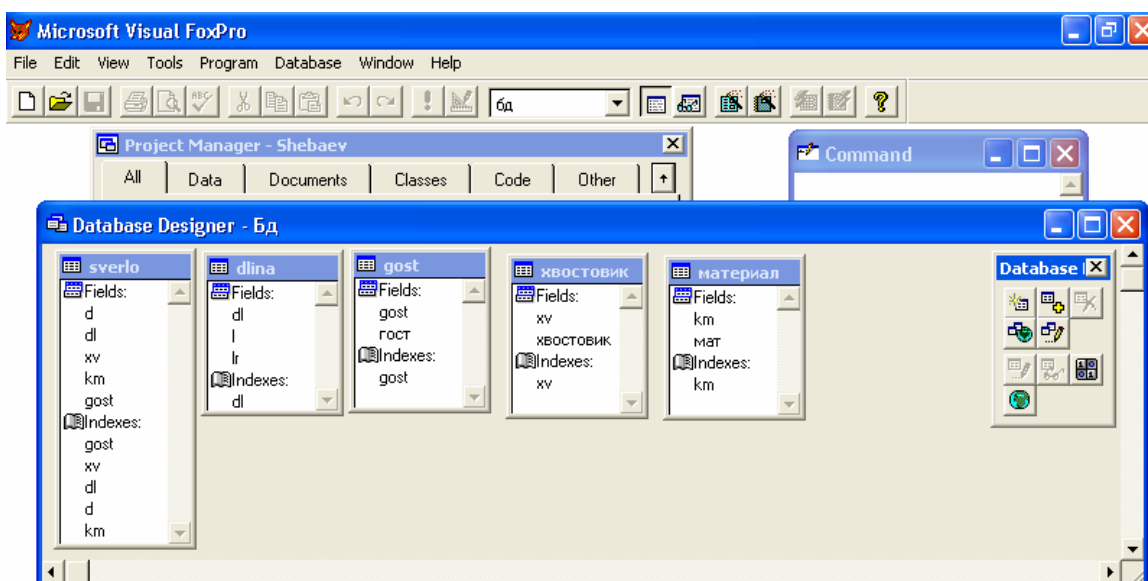 Microsoft Visual FoxPro
File Edit View Tools Program Database Window Help
бд
Project Manager - Shebaev
Command
All Data Documents Classes Code Other
Database Designer - Бд
sverlo
Fields:
d
dl
xv
km
gost
Indexes:
gost
xv
dl
d
km
dlina
Fields:
dl
l
lr
Indexes:
dl
gost
Fields:
gost
гост
Indexes:
gost
хвостовик
Fields:
xv
хвостовик
Indexes:
xv
материал
Fields:
km
мат
Indexes:
km
Database